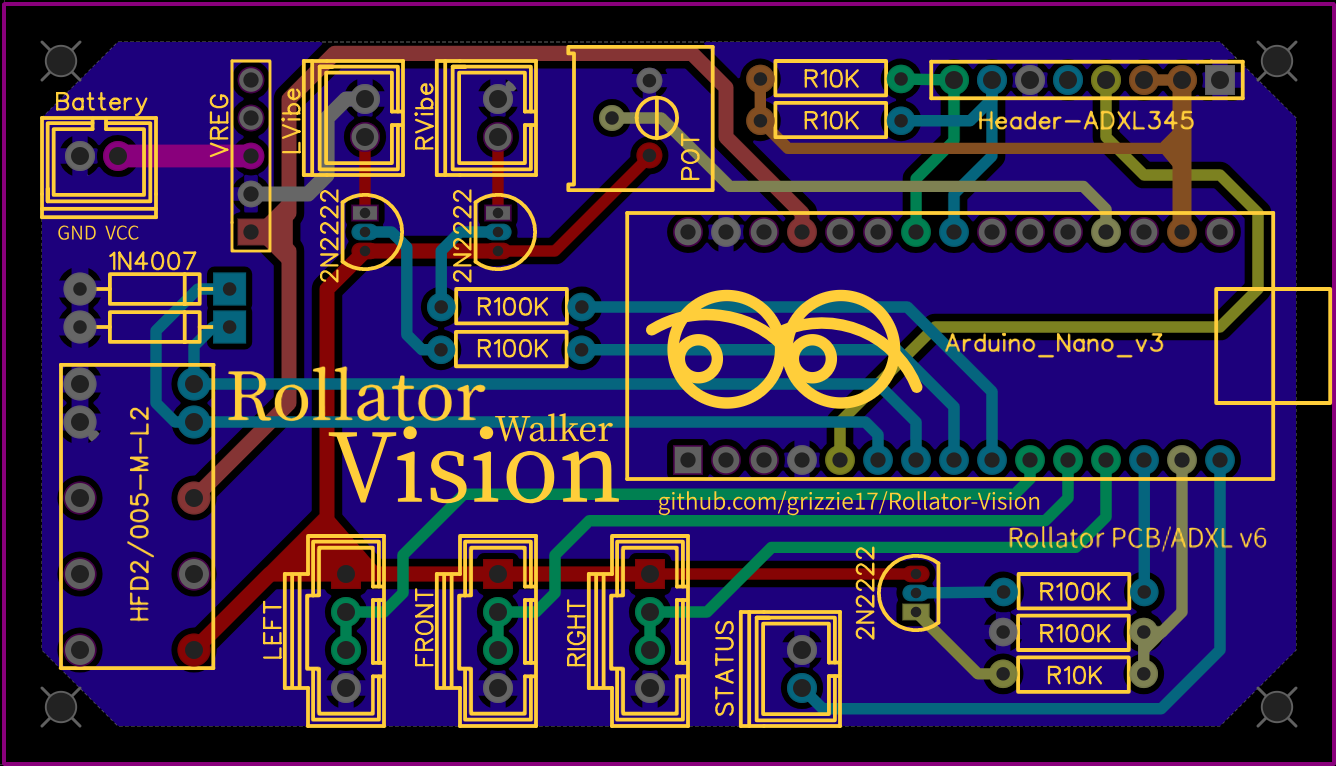 Battery
VREG
LVibe
RVibe
POT
R10K
R10K
Header-ADXL345
GND VCC
2N2222
2N2222
1N4007
R100K
R100K
Arduino_Nano_v3
HFD2/005-M-L2
Rollator
Walker
Vision
github.com/grizzie17/Rollator-Vision
Rollator PCB/ADXL v6
LEFT
FRONT
RIGHT
STATUS
2N2222
R100K
R100K
R10K